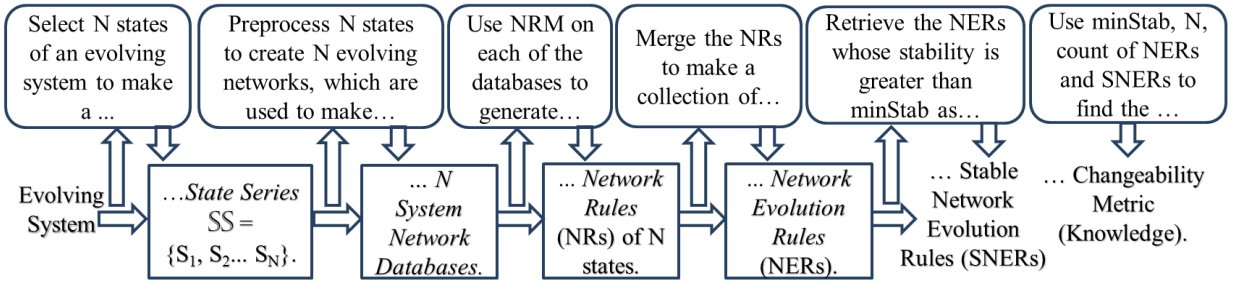 Select N states
of an evolving
system to make
a ...
Preprocess N states
to create N evolving
networks, which are
used to make…
Use NRM on
each of the
databases to
generate…
Merge the NRs
to make a
collection of…
Retrieve the NERs
whose stability is
greater than
minStab as…
Use minStab, N,
count of NERs
and SNERs to
find the …
Evolving
System
…State Series
SS =
{S1, S2... SN}.
... N
System
Network
Databases.
... Network
Rules
(NRs) of N
states.
... Network
Evolution
Rules
(NERs).
… Stable
Network
Evolution
Rules (SNERs)
… Changeability
Metric
(Knowledge).